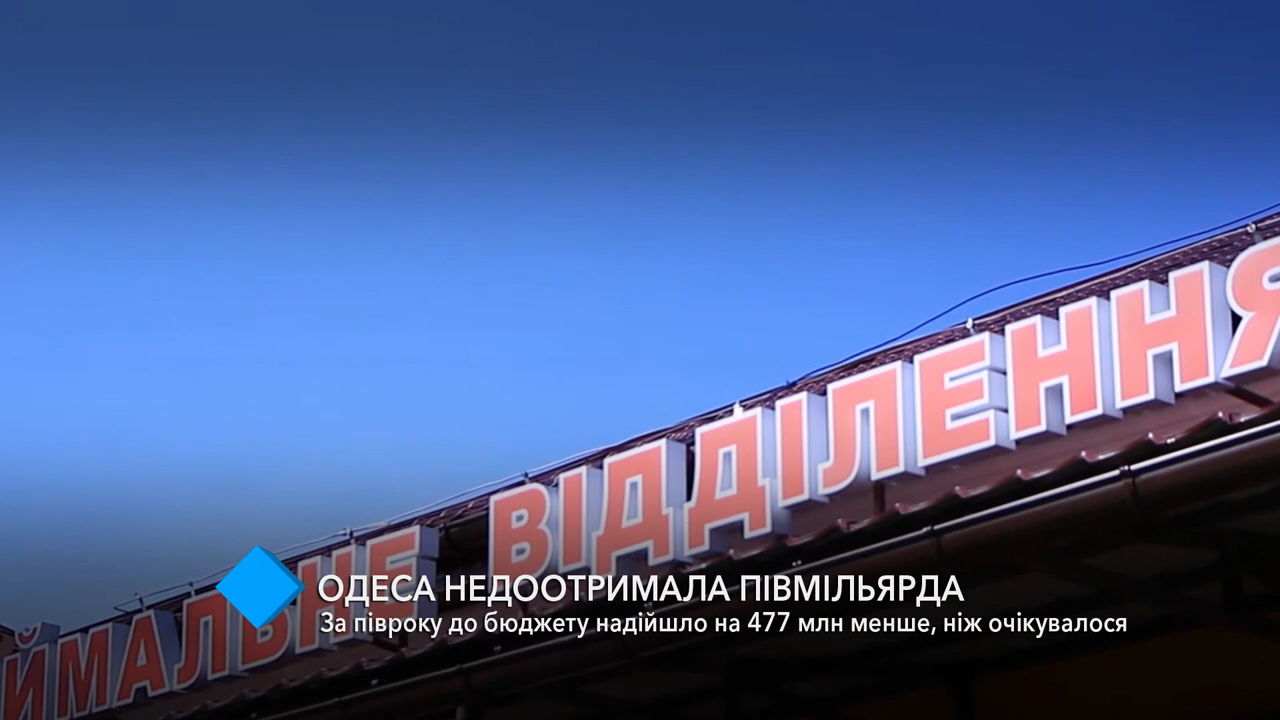 ЙМАЛЬНЕ ВІДДІЛЕННЯ
ОДЕСА НЕДООТРИМАЛА ПІВМІЛЬЯРДА
За півроку до бюджету надійшло на 477 млн менше, ніж очікувалося